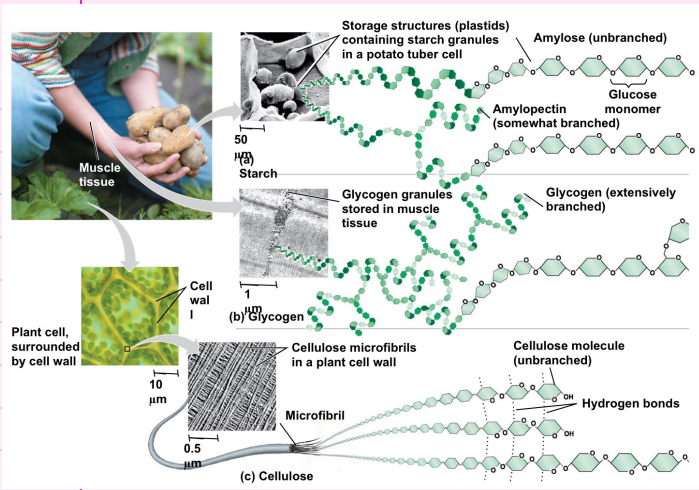 Storage structures (plastids)
containing starch granules
in a potato tuber cell
Amylose (unbranched)
O O O O O
Glucose
monomer
Amylopectin
(somewhat branched)
50
µm
(a)
Starch
Muscle
tissue
O O O O O
Glycogen granules
stored in muscle
tissue
Glycogen (extensively
branched)
1
µm
(b) Glycogen
Cell
wal
l
Plant cell,
surrounded
by cell wall
10
µm
Cellulose microfibrils
in a plant cell wall
Cellulose molecule
(unbranched)
OH
Hydrogen bonds
Microfibril
OH
0.5
µm
(c) Cellulose